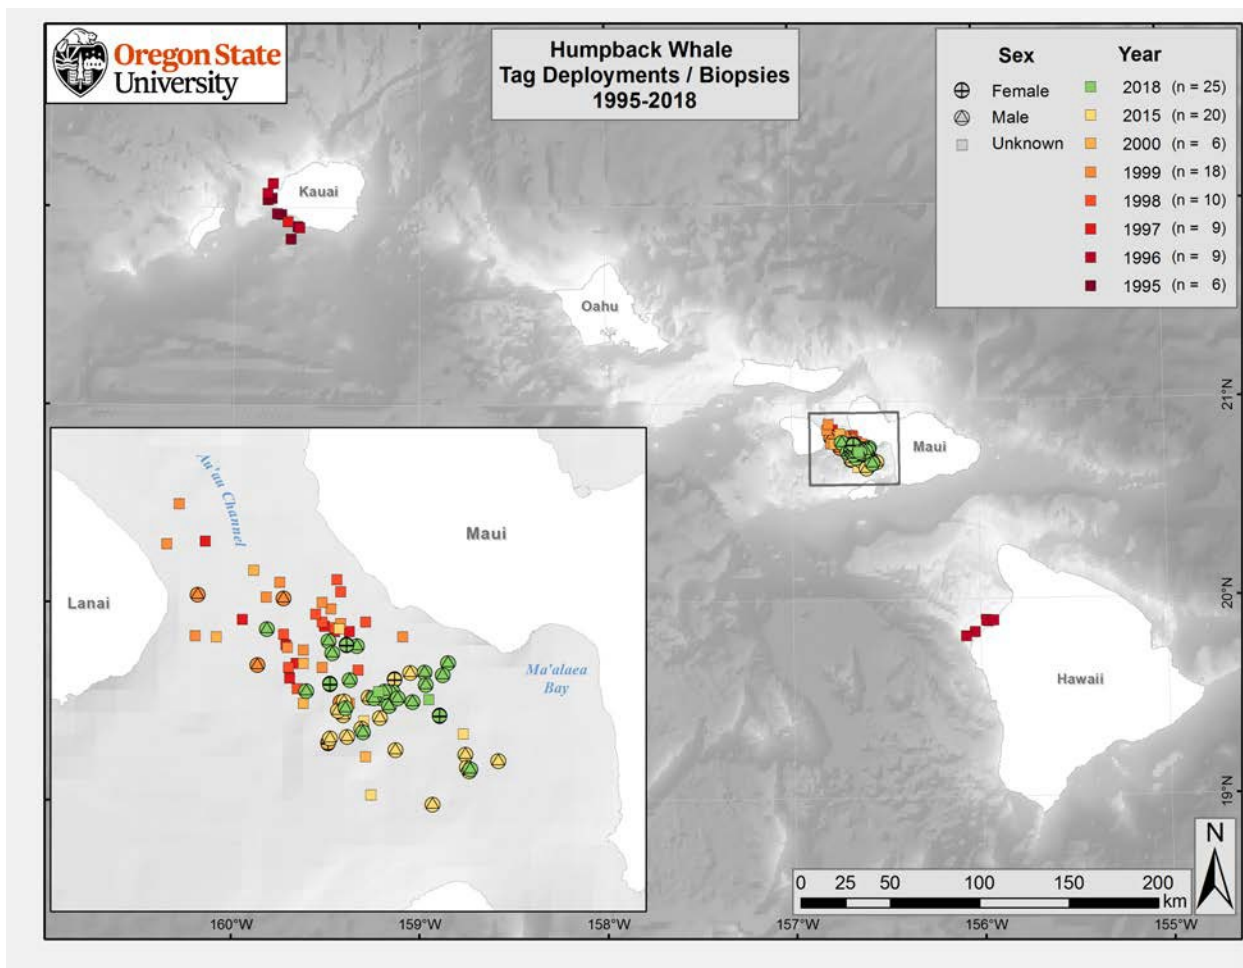 Oregon State
University
Humpback Whale
Tag Deployments / Biopsies
1995-2018
Sex
Female
Male
Unknown
Year
2018 (n = 25)
2015 (n = 20)
2000 (n = 6)
1999 (n = 18)
1998 (n = 10)
1997 (n = 9)
1996 (n = 9)
1995 (n = 6)
Kauai
Oahu
Maui
Hawaii
21°N
20°N
19°N
Au'au Channel
Maui
Lanai
Ma'alaea
Bay
N
0 25 50 100 150 200
km
160°W 159°W 158°W 157°W 156°W 155°W